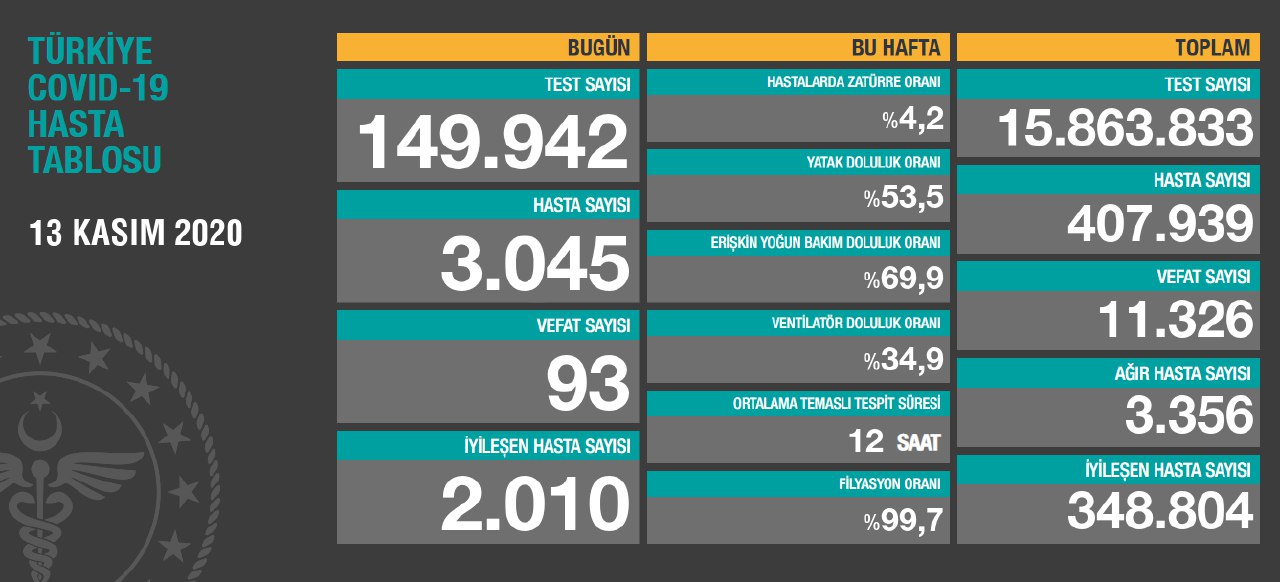 TÜRKİYE
COVID-19
HASTA
TABLOSU
13 KASIM 2020
BUGÜN
TEST SAYISI
149.942
HASTA SAYISI
3.045
VEFAT SAYISI
93
İYİLEŞEN HASTA SAYISI
2.010
BU HAFTA
HASTALARDA ZATÜRRE ORANI
%4,2
YATAK DOLULUK ORANI
%53,5
ERİŞKİN YOĞUN BAKIM DOLULUK ORANI
%69,9
VENTİLATÖR DOLULUK ORANI
%34,9
ORTALAMA TEMASLI TESPİT SÜRESİ
12 SAAT
FİLYASYON ORANI
%99,7
TOPLAM
TEST SAYISI
15.863.833
HASTA SAYISI
407.939
VEFAT SAYISI
11.326
AĞIR HASTA SAYISI
3.356
İYİLEŞEN HASTA SAYISI
348.804